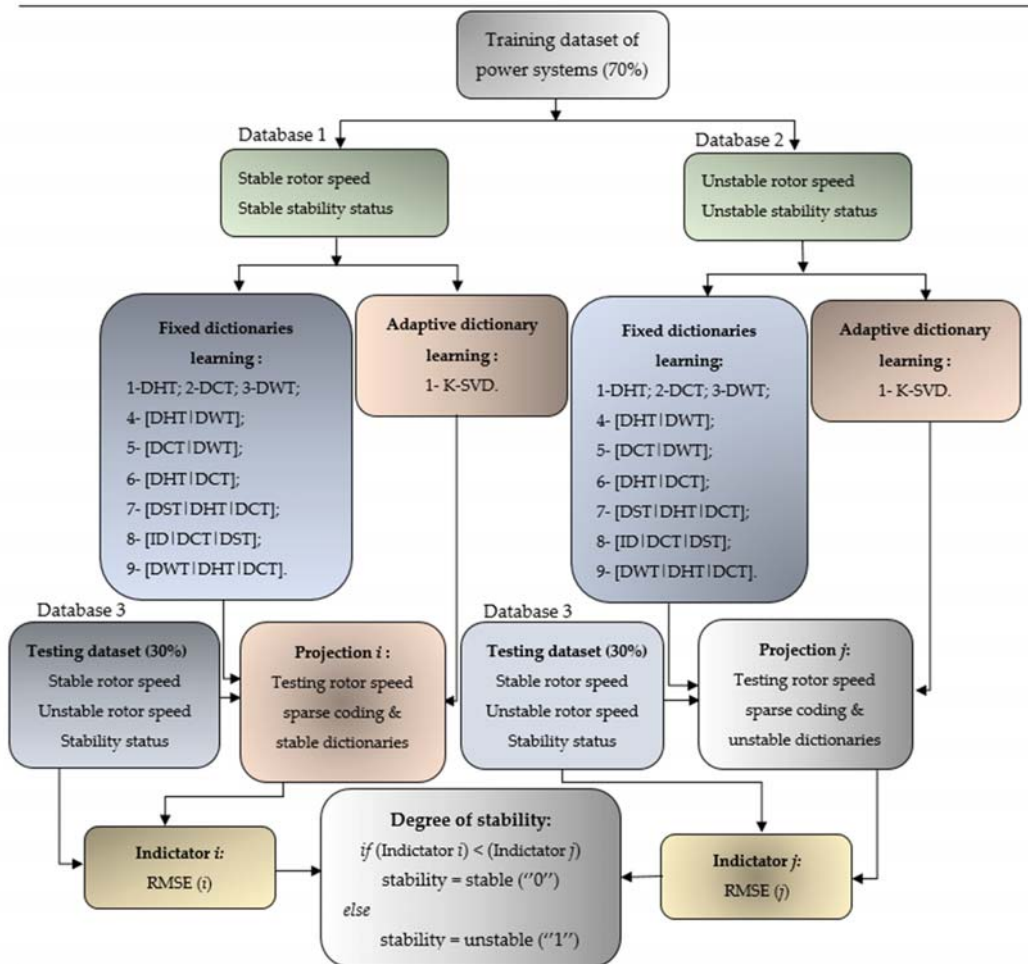 Training dataset of
power systems (70%)
Database 1
Stable rotor speed
Stable stability status
Database 2
Unstable rotor speed
Unstable stability status
Fixed dictionaries
learning :
1-DHT; 2-DCT; 3-DWT;
4- [DHT|DWT];
5- [DCT|DWT];
6- [DHT|DCT];
7- [DST|DHT|DCT];
8- [ID|DCT|DST];
9- [DWT|DHT|DCT].
Adaptive dictionary
learning :
1- K-SVD.
Fixed dictionaries
learning:
1-DHT; 2-DCT; 3-DWT;
4- [DHT|DWT];
5- [DCT|DWT];
6- [DHT|DCT];
7- [DST|DHT|DCT];
8- [ID|DCT|DST];
9- [DWT|DHT|DCT].
Adaptive dictionary
learning :
1- K-SVD.
Database 3
Testing dataset (30%)
Stable rotor speed
Unstable rotor speed
Stability status
Projection i :
Testing rotor speed
sparse coding &
stable dictionaries
Database 3
Testing dataset (30%)
Stable rotor speed
Unstable rotor speed
Stability status
Projection j:
Testing rotor speed
sparse coding &
unstable dictionaries
Indictator i:
RMSE (i)
Degree of stability:
if (Indictator i) < (Indictator j)
stability = stable ("0")
else
stability = unstable ("1")
Indictator j:
RMSE (j)